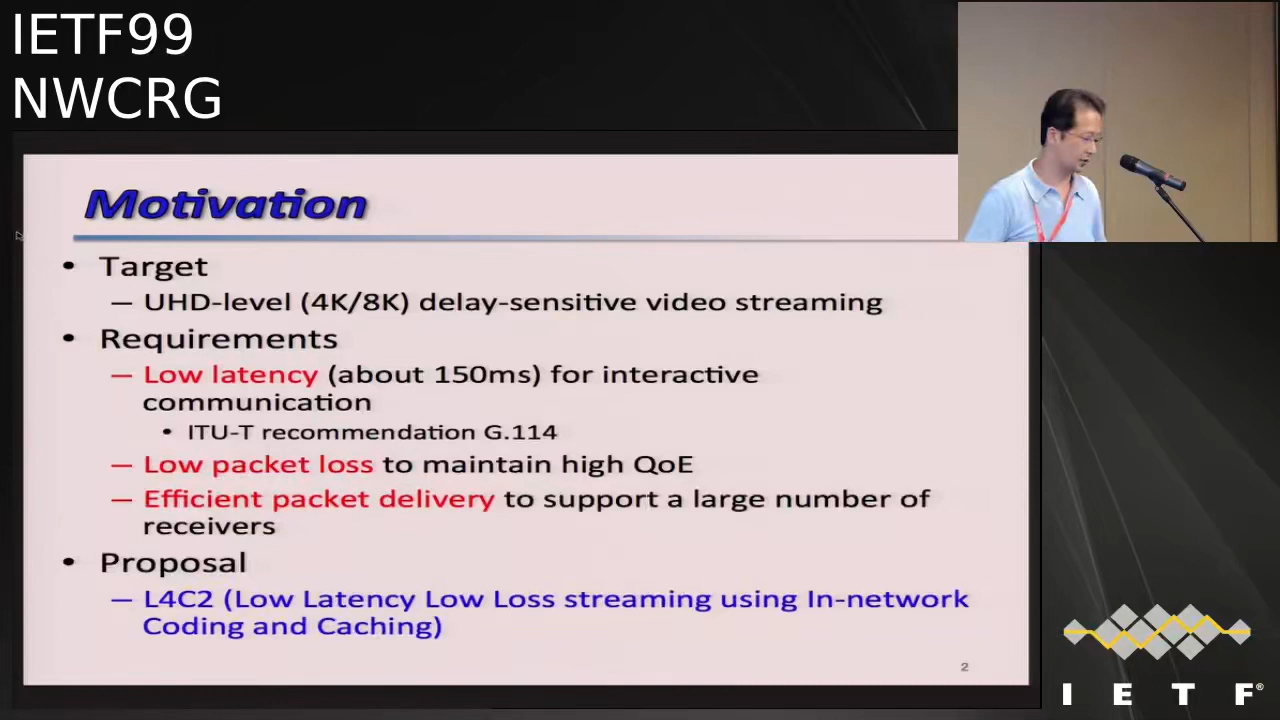 IETF99
NWCRG
Motivation
• Target
– UHD-level (4K/8K) delay-sensitive video streaming
• Requirements
– Low latency (about 150ms) for interactive
communication
• ITU-T recommendation G.114
– Low packet loss to maintain high QoE
– Efficient packet delivery to support a large number of
receivers
• Proposal
– L4C2 (Low Latency Low Loss streaming using In-network
Coding and Caching)
2
I E T F®